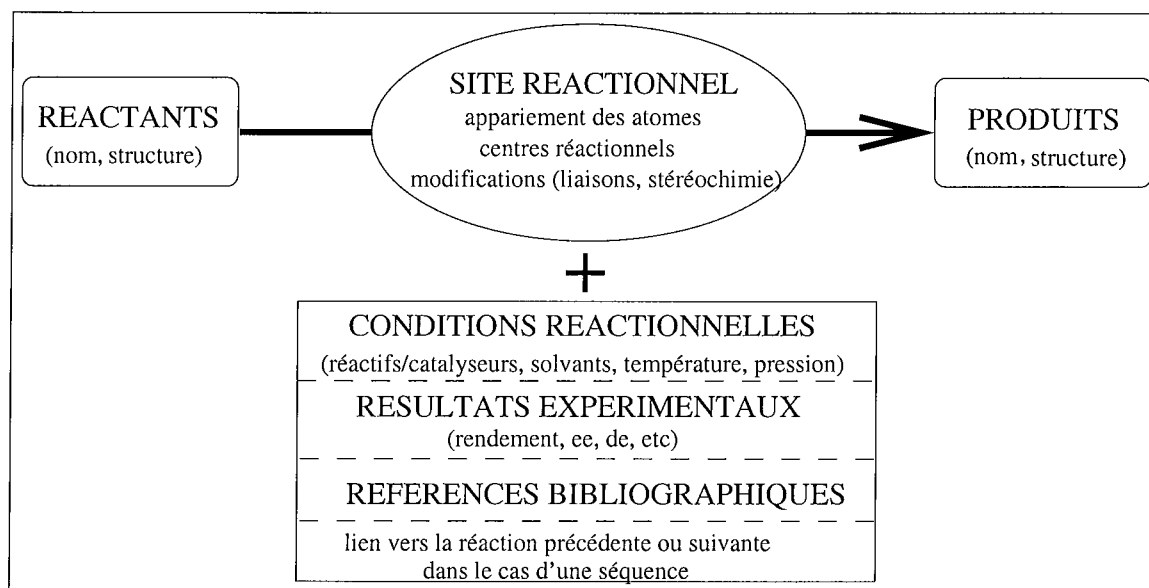 REACTANTS
(nom, structure)
SITE REACTIONNEL
appariement des atomes
centres réactionnels
modifications (liaisons, stéréochimie)
PRODUITS
(nom, structure)
+
CONDITIONS REACTIONNELLES
(réactifs/catalyseurs, solvants, température, pression)
RESULTATS EXPERIMENTAUX
(rendement, ee, de, etc)
REFERENCES BIBLIOGRAPHIQUES
lien vers la réaction précédente ou suivante
dans le cas d'une séquence